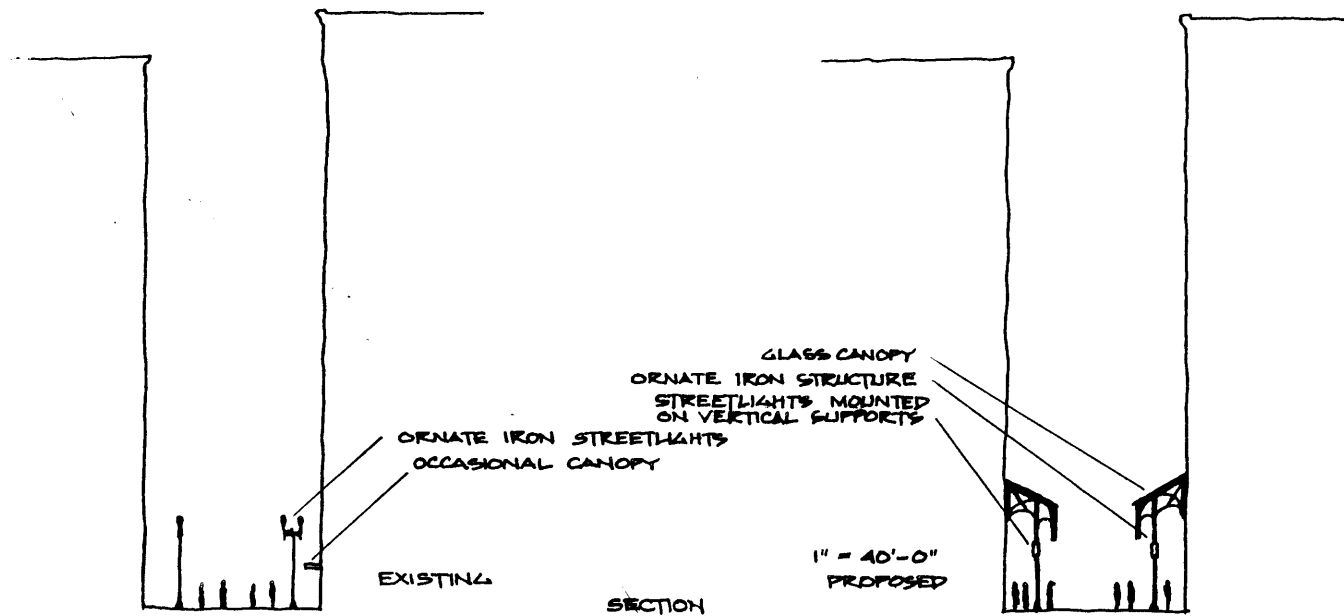 GLASS CANOPY
ORNATE IRON STRUCTURE
STREETLIGHTS MOUNTED
ON VERTICAL SUPPORTS
ORNATE IRON STREETLIGHTS
OCCASIONAL CANOPY
EXISTING
1" = 40'-0"
PROPOSED
SECTION